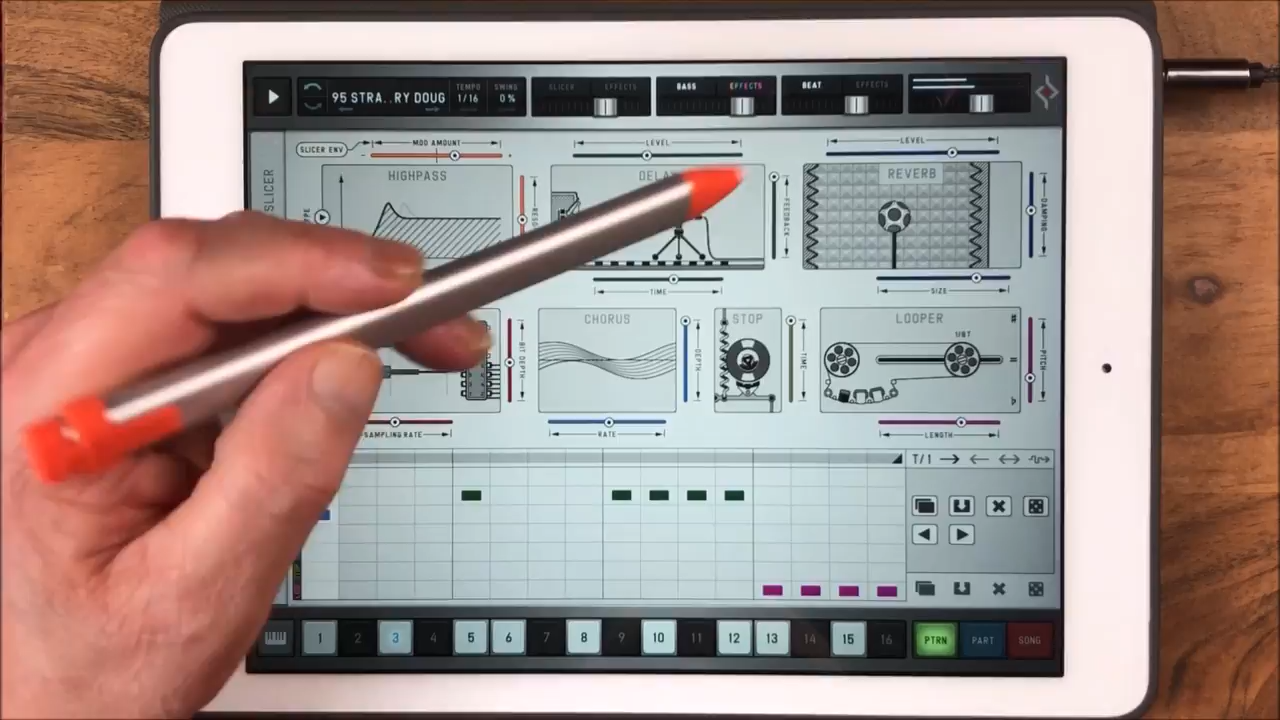 95 STRA..RY DOUG
TEMPO
1/16
SWING
0 %
SLICER EFFECTS
BASS EFFECTS
BEAT EFFECTS
SLICER
SLICER ENV
MOD AMOUNT
HIGHPASS
LEVEL
FEEDBACK
TIME
LEVEL
REVERB
DAMPING
SIZE
BIT DEPTH
SAMPLING RATE
CHORUS
DEPTH
RATE
STOP
TIME
LOOPER
PITCH
LENGTH
T/1
1 2 3 4 5 6 7 8 9 10 11 12 13 14 15 16
PTRN PART SONG